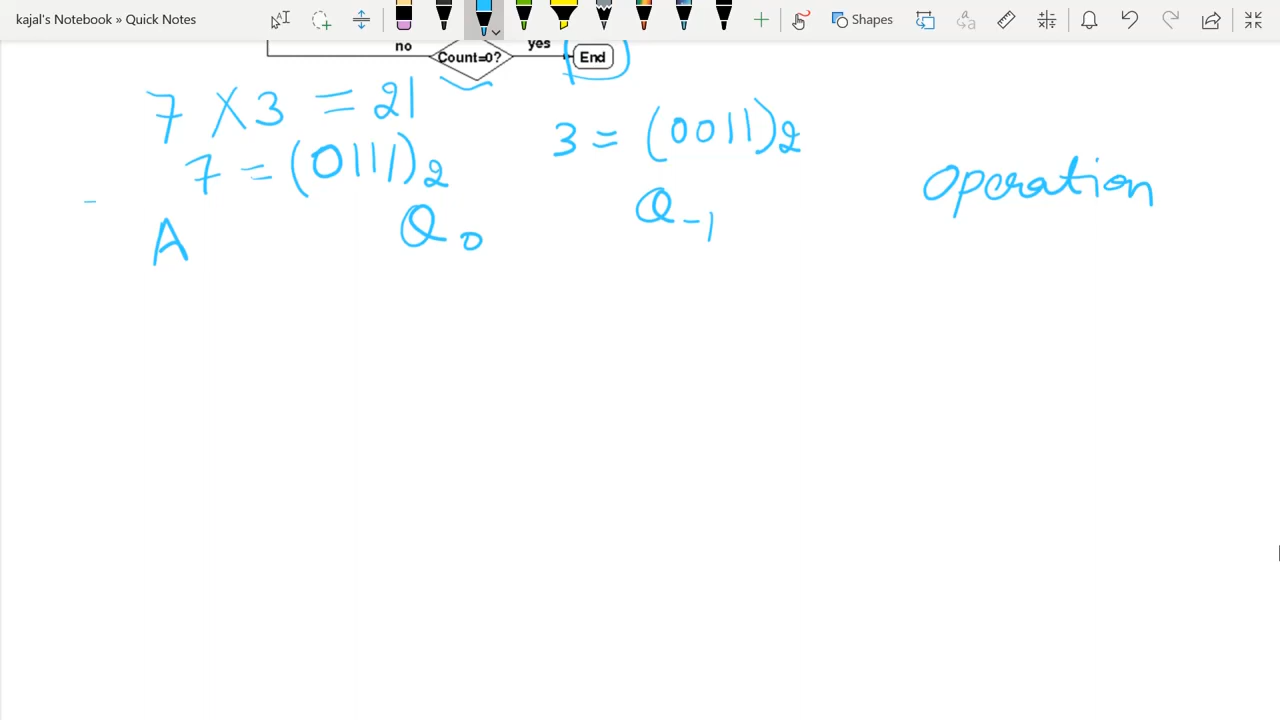 kajal's Notebook » Quick Notes
Shapes
no yes
Count=0? End
7 X 3 = 21
3 = (0011)2
7 = (0111)2
Operation
A Q0 Q-1